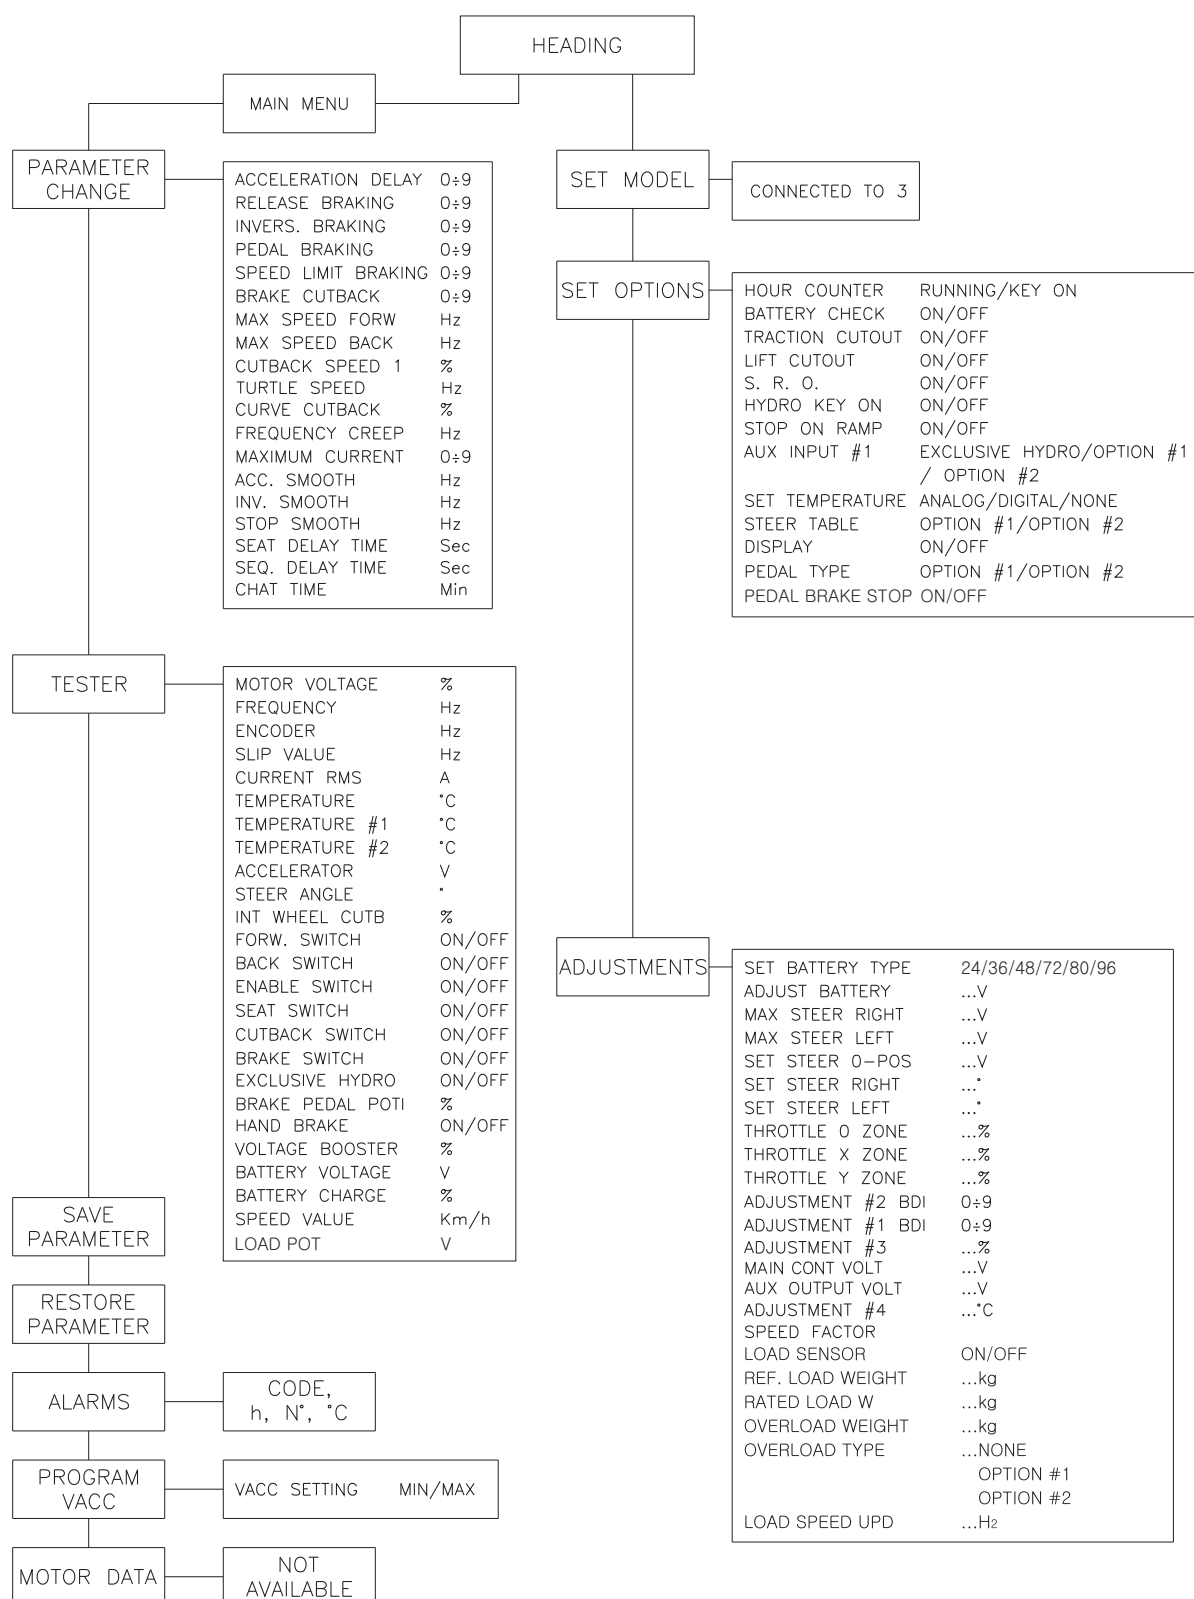 HEADING
MAIN MENU
PARAMETER
CHANGE
ACCELERATION DELAY 0÷9
RELEASE BRAKING 0÷9
INVERS. BRAKING 0÷9
PEDAL BRAKING 0÷9
SPEED LIMIT BRAKING 0÷9
BRAKE CUTBACK 0÷9
MAX SPEED FORW Hz
MAX SPEED BACK Hz
CUTBACK SPEED 1 %
TURTLE SPEED Hz
CURVE CUTBACK %
FREQUENCY CREEP Hz
MAXIMUM CURRENT 0÷9
ACC. SMOOTH Hz
INV. SMOOTH Hz
STOP SMOOTH Hz
SEAT DELAY TIME Sec
SEQ. DELAY TIME Sec
CHAT TIME Min
TESTER
MOTOR VOLTAGE %
FREQUENCY Hz
ENCODER Hz
SLIP VALUE Hz
CURRENT RMS A
TEMPERATURE °C
TEMPERATURE #1 °C
TEMPERATURE #2 °C
ACCELERATOR V
STEER ANGLE °
INT WHEEL CUTB %
FORW. SWITCH ON/OFF
BACK SWITCH ON/OFF
ENABLE SWITCH ON/OFF
SEAT SWITCH ON/OFF
CUTBACK SWITCH ON/OFF
BRAKE SWITCH ON/OFF
EXCLUSIVE HYDRO ON/OFF
BRAKE PEDAL POTI %
HAND BRAKE ON/OFF
VOLTAGE BOOSTER %
BATTERY VOLTAGE V
BATTERY CHARGE %
SPEED VALUE Km/h
LOAD POT V
SAVE
PARAMETER
RESTORE
PARAMETER
ALARMS
CODE,
h, N°, °C
PROGRAM
VACC
VACC SETTING MIN/MAX
MOTOR DATA
NOT
AVAILABLE
SET MODEL
CONNECTED TO 3
SET OPTIONS
HOUR COUNTER RUNNING/KEY ON
BATTERY CHECK ON/OFF
TRACTION CUTOUT ON/OFF
LIFT CUTOUT ON/OFF
S. R. O. ON/OFF
HYDRO KEY ON ON/OFF
STOP ON RAMP ON/OFF
AUX INPUT #1 EXCLUSIVE HYDRO/OPTION #1
/ OPTION #2
SET TEMPERATURE ANALOG/DIGITAL/NONE
STEER TABLE OPTION #1/OPTION #2
DISPLAY ON/OFF
PEDAL TYPE OPTION #1/OPTION #2
PEDAL BRAKE STOP ON/OFF
ADJUSTMENTS
SET BATTERY TYPE 24/36/48/72/80/96
ADJUST BATTERY ...V
MAX STEER RIGHT ...V
MAX STEER LEFT ...V
SET STEER 0-POS ...V
SET STEER RIGHT ...°
SET STEER LEFT ...°
THROTTLE 0 ZONE ...%
THROTTLE X ZONE ...%
THROTTLE Y ZONE ...%
ADJUSTMENT #2 BDI 0÷9
ADJUSTMENT #1 BDI 0÷9
ADJUSTMENT #3 ...%
MAIN CONT VOLT ...V
AUX OUTPUT VOLT ...V
ADJUSTMENT #4 ...°C
SPEED FACTOR
LOAD SENSOR ON/OFF
REF. LOAD WEIGHT ...kg
RATED LOAD W ...kg
OVERLOAD WEIGHT ...kg
OVERLOAD TYPE ...NONE
OPTION #1
OPTION #2
LOAD SPEED UPD ...H2